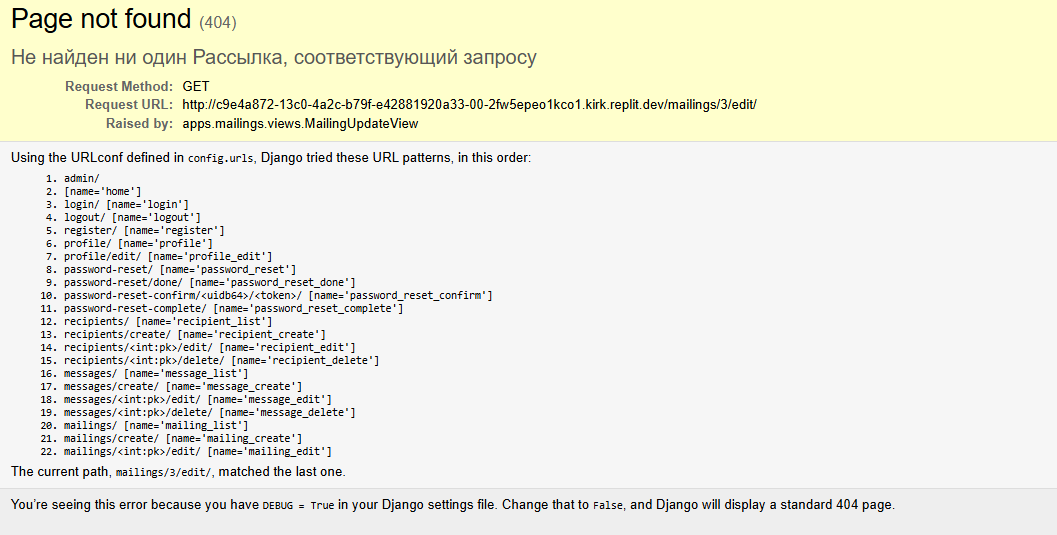 Page not found (404)
Не найден ни один Рассылка, соответствующий запросу
Request Method: GET
Request URL: http://c9e4a872-13c0-4a2c-b79f-e42881920a33-00-2fw5epeo1kco1.kirk.replit.dev/mailings/3/edit/
Raised by: apps.mailings.views.MailingUpdateView
Using the URLconf defined in config.urls, Django tried these URL patterns, in this order:
1. admin/
2. [name='home']
3. login/ [name='login']
4. logout/ [name='logout']
5. register/ [name='register']
6. profile/ [name='profile']
7. profile/edit/ [name='profile_edit']
8. password-reset/ [name='password_reset']
9. password-reset/done/ [name='password_reset_done']
10. password-reset-confirm/<uidb64>/<token>/ [name='password_reset_confirm']
11. password-reset-complete/ [name='password_reset_complete']
12. recipients/ [name='recipient_list']
13. recipients/create/ [name='recipient_create']
14. recipients/<int:pk>/edit/ [name='recipient_edit']
15. recipients/<int:pk>/delete/ [name='recipient_delete']
16. messages/ [name='message_list']
17. messages/create/ [name='message_create']
18. messages/<int:pk>/edit/ [name='message_edit']
19. messages/<int:pk>/delete/ [name='message_delete']
20. mailings/ [name='mailing_list']
21. mailings/create/ [name='mailing_create']
22. mailings/<int:pk>/edit/ [name='mailing_edit']
The current path, mailings/3/edit/, matched the last one.
You're seeing this error because you have DEBUG = True in your Django settings file. Change that to False, and Django will display a standard 404 page.